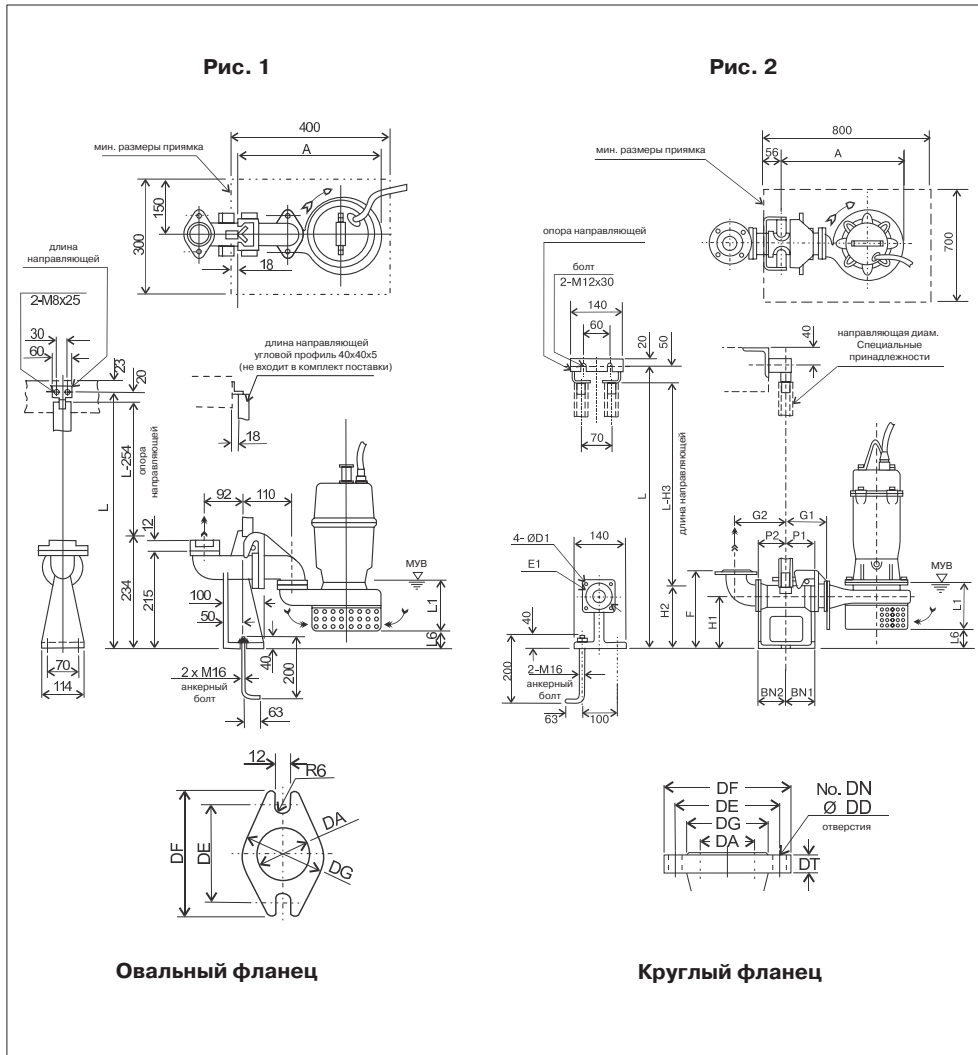 Рис. 1
400
A
мин. размеры приямка
150
300
18
длина
направляющей
2-M8x25
30
60
23
20
длина направляющей
угловой профиль 40x40x5
(не входит в комплект поставки)
18
L
L-254
опора
направляющей
12
92
110
234
215
100
50
МУВ
L1
L6
40
200
70
114
2 x M16
анкерный
болт
63
12
R6
DA
DG
DF
DE
Овальный фланец
Рис. 2
800
56
A
мин. размеры приямка
700
опора направляющей
болт
2-M12x30
140
60
20
50
40
направляющая диам.
Специальные
принадлежности
70
L
L-H3
длина направляющей
G2
G1
P2
P1
4- ØD1
140
E1
МУВ
40
H2
F
H1
L1
L6
200
2-M16
анкерный
болт
63
100
BN2
BN1
DF
DE
DG
DA
No. DN
Ø DD
отверстия
DT
Круглый фланец